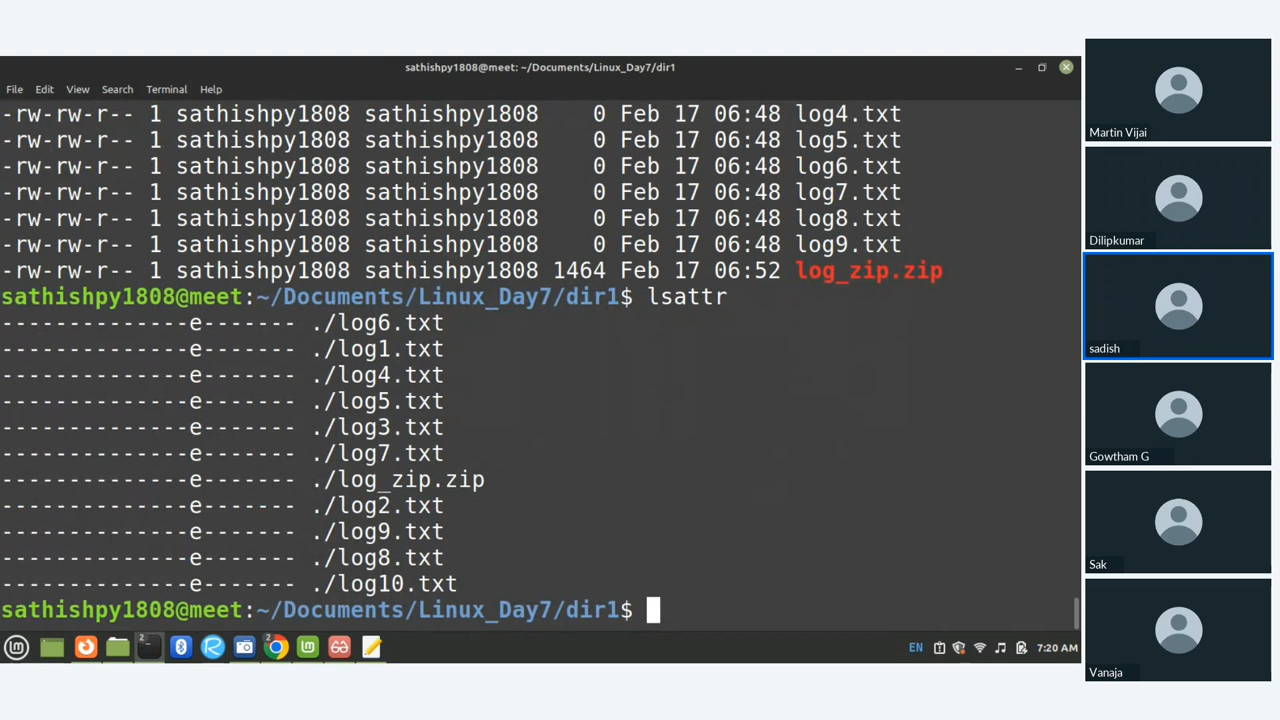 sathishpy1808@meet: ~/Documents/Linux_Day7/dir1
File Edit View Search Terminal Help
-rw-rw-r-- 1 sathishpy1808 sathishpy1808    0 Feb 17 06:48 log4.txt
-rw-rw-r-- 1 sathishpy1808 sathishpy1808    0 Feb 17 06:48 log5.txt
-rw-rw-r-- 1 sathishpy1808 sathishpy1808    0 Feb 17 06:48 log6.txt
-rw-rw-r-- 1 sathishpy1808 sathishpy1808    0 Feb 17 06:48 log7.txt
-rw-rw-r-- 1 sathishpy1808 sathishpy1808    0 Feb 17 06:48 log8.txt
-rw-rw-r-- 1 sathishpy1808 sathishpy1808    0 Feb 17 06:48 log9.txt
-rw-rw-r-- 1 sathishpy1808 sathishpy1808 1464 Feb 17 06:52 log_zip.zip
sathishpy1808@meet:~/Documents/Linux_Day7/dir1$ lsattr
--------------e------- ./log6.txt
--------------e------- ./log1.txt
--------------e------- ./log4.txt
--------------e------- ./log5.txt
--------------e------- ./log3.txt
--------------e------- ./log7.txt
--------------e------- ./log_zip.zip
--------------e------- ./log2.txt
--------------e------- ./log9.txt
--------------e------- ./log8.txt
--------------e------- ./log10.txt
sathishpy1808@meet:~/Documents/Linux_Day7/dir1$
2
2
EN
7:20 AM
Martin Vijai
Dilipkumar
sadish
Gowtham G
Sak
Vanaja